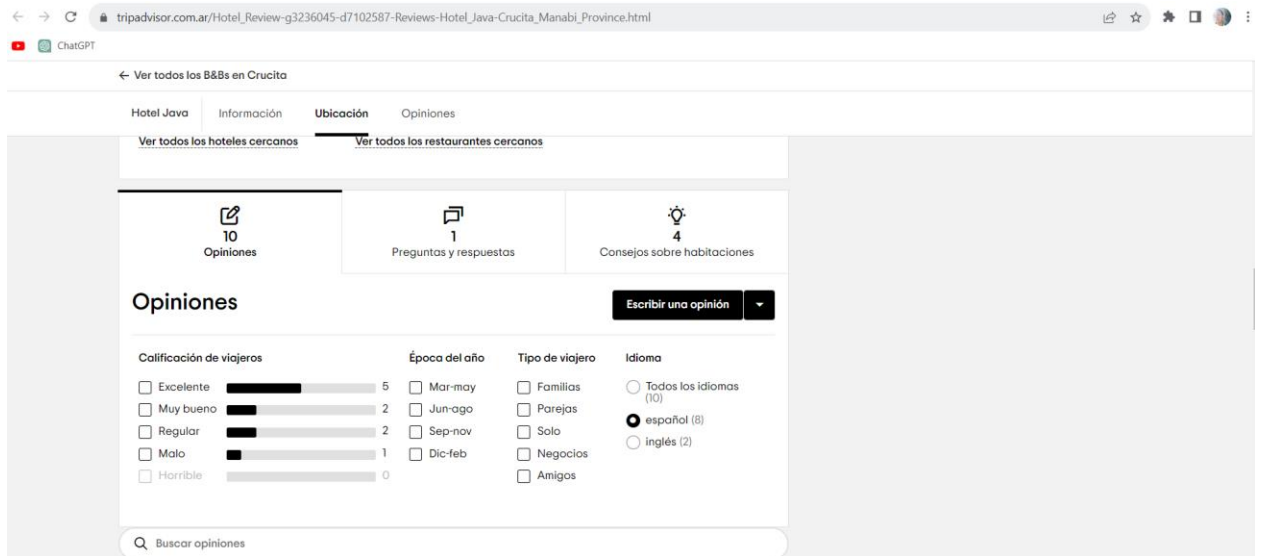 tripadvisor.com.ar/Hotel_Review-g3236045-d7102587-Reviews-Hotel_Java-Crucita_Manabi_Province.html
ChatGPT
← Ver todos los B&Bs en Crucita
Hotel Java Información Ubicación Opiniones
Ver todos los hoteles cercanos Ver todos los restaurantes cercanos
10 1 4
Opiniones Preguntas y respuestas Consejos sobre habitaciones
Opiniones Escribir una opinión
Calificación de viajeros Época del año Tipo de viajero Idioma
Excelente 5 Mar-may Familias Todos los idiomas
(10)
Muy bueno 2 Jun-ago Parejas español (8)
Regular 2 Sep-nov Solo inglés (2)
Malo 1 Dic-feb Negocios
Horrible 0 Amigos
Buscar opiniones